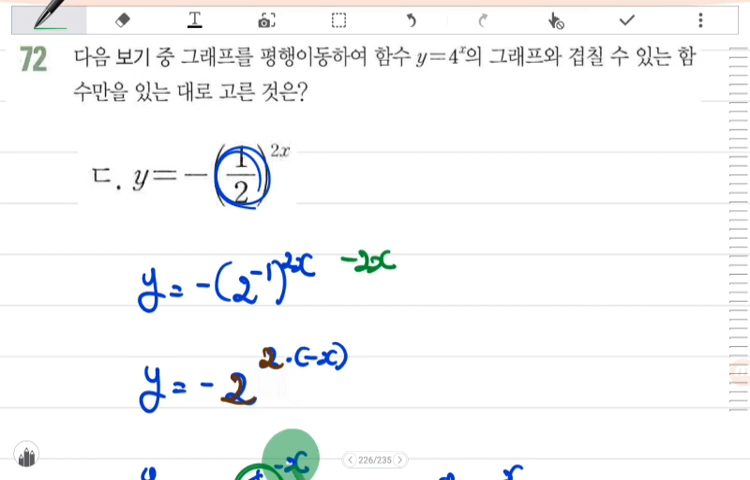 72 다음 보기 중 그래프를 평행이동하여 함수 y=4^x의 그래프와 겹칠 수 있는 함
수만을 있는 대로 고른 것은?
ㄷ. y=-(1/2)^2x
y=-(2^-1)^2x -2x
y=-2^2·(-x)
-x x
226/235